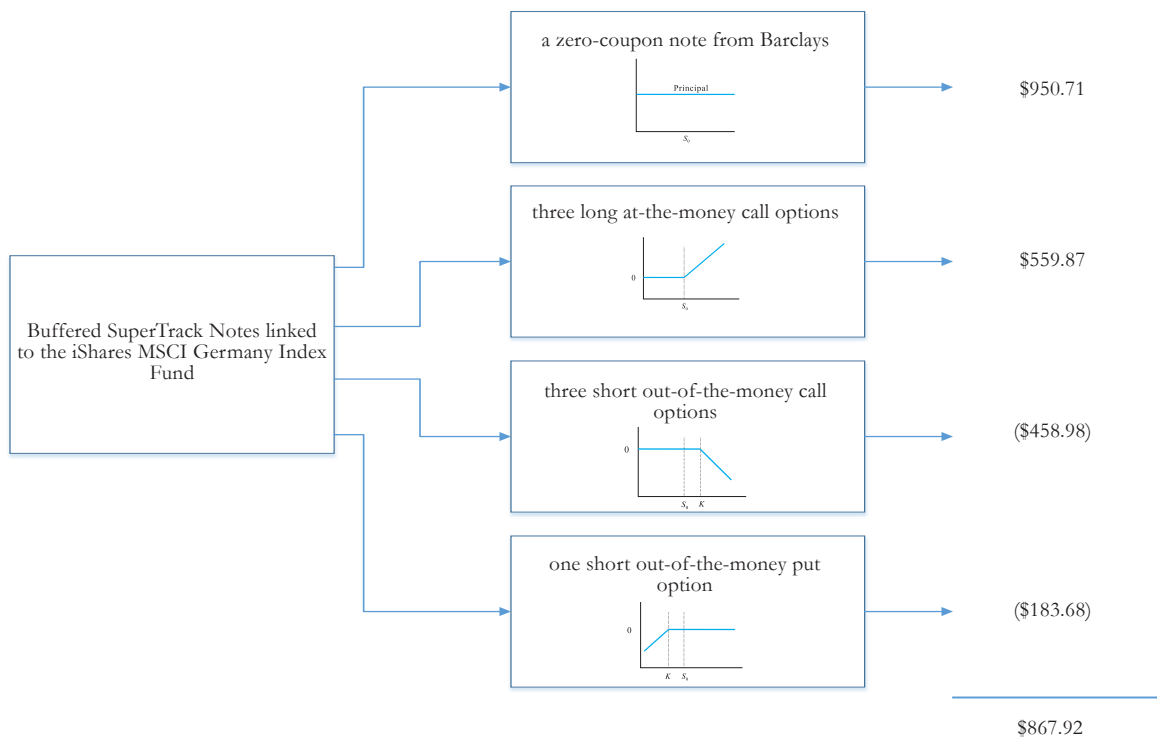 a zero-coupon note from Barclays
Principal
S₀
$950.71
three long at-the-money call options
0
S₀
$559.87
Buffered SuperTrack Notes linked
to the iShares MSCI Germany Index
Fund
three short out-of-the-money call
options
0
S₀ K
($458.98)
one short out-of-the-money put
option
0
K S₀
($183.68)
$867.92